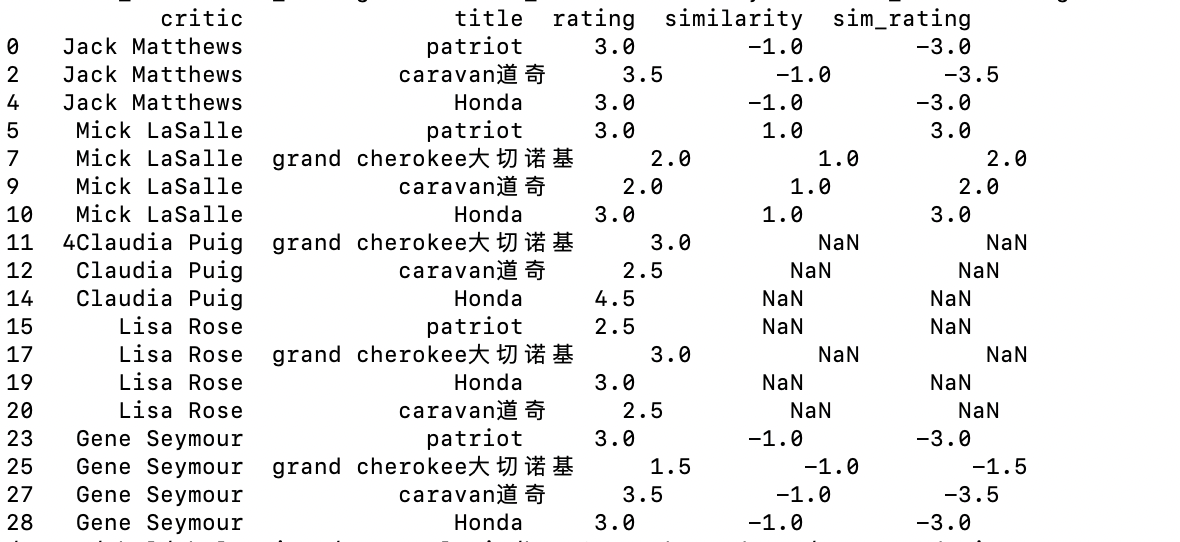 critic title rating similarity sim_rating
0 Jack Matthews patriot 3.0 -1.0 -3.0
2 Jack Matthews caravan道奇 3.5 -1.0 -3.5
4 Jack Matthews Honda 3.0 -1.0 -3.0
5 Mick LaSalle patriot 3.0 1.0 3.0
7 Mick LaSalle grand cherokee大切诺基 2.0 1.0 2.0
9 Mick LaSalle caravan道奇 2.0 1.0 2.0
10 Mick LaSalle Honda 3.0 1.0 3.0
11 4Claudia Puig grand cherokee大切诺基 3.0 NaN NaN
12 Claudia Puig caravan道奇 2.5 NaN NaN
14 Claudia Puig Honda 4.5 NaN NaN
15 Lisa Rose patriot 2.5 NaN NaN
17 Lisa Rose grand cherokee大切诺基 3.0 NaN NaN
19 Lisa Rose Honda 3.0 NaN NaN
20 Lisa Rose caravan道奇 2.5 NaN NaN
23 Gene Seymour patriot 3.0 -1.0 -3.0
25 Gene Seymour grand cherokee大切诺基 1.5 -1.0 -1.5
27 Gene Seymour caravan道奇 3.5 -1.0 -3.5
28 Gene Seymour Honda 3.0 -1.0 -3.0